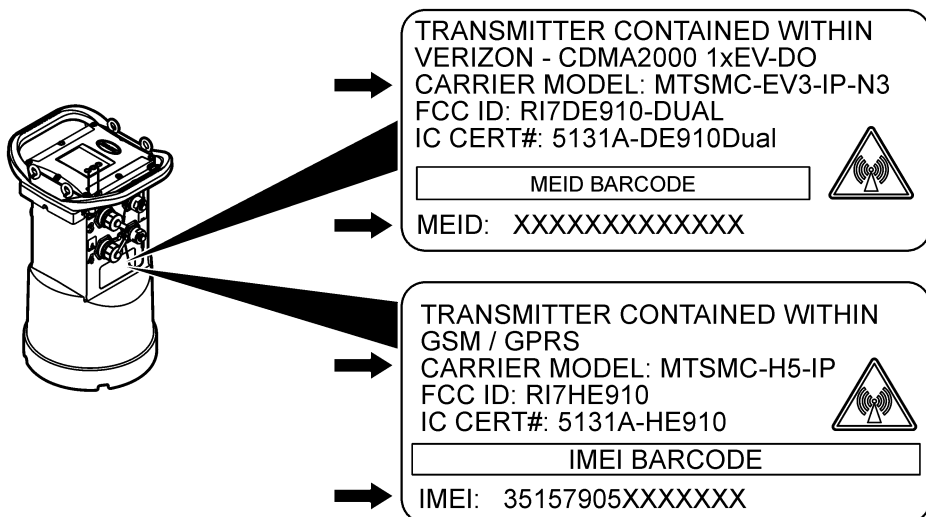 TRANSMITTER CONTAINED WITHIN
VERIZON - CDMA2000 1xEV-DO
CARRIER MODEL: MTSMC-EV3-IP-N3
FCC ID: RI7DE910-DUAL
IC CERT#: 5131A-DE910Dual
MEID BARCODE
MEID: XXXXXXXXXXXXX
TRANSMITTER CONTAINED WITHIN
GSM / GPRS
CARRIER MODEL: MTSMC-H5-IP
FCC ID: RI7HE910
IC CERT#: 5131A-HE910
IMEI BARCODE
IMEI: 35157905XXXXXXX